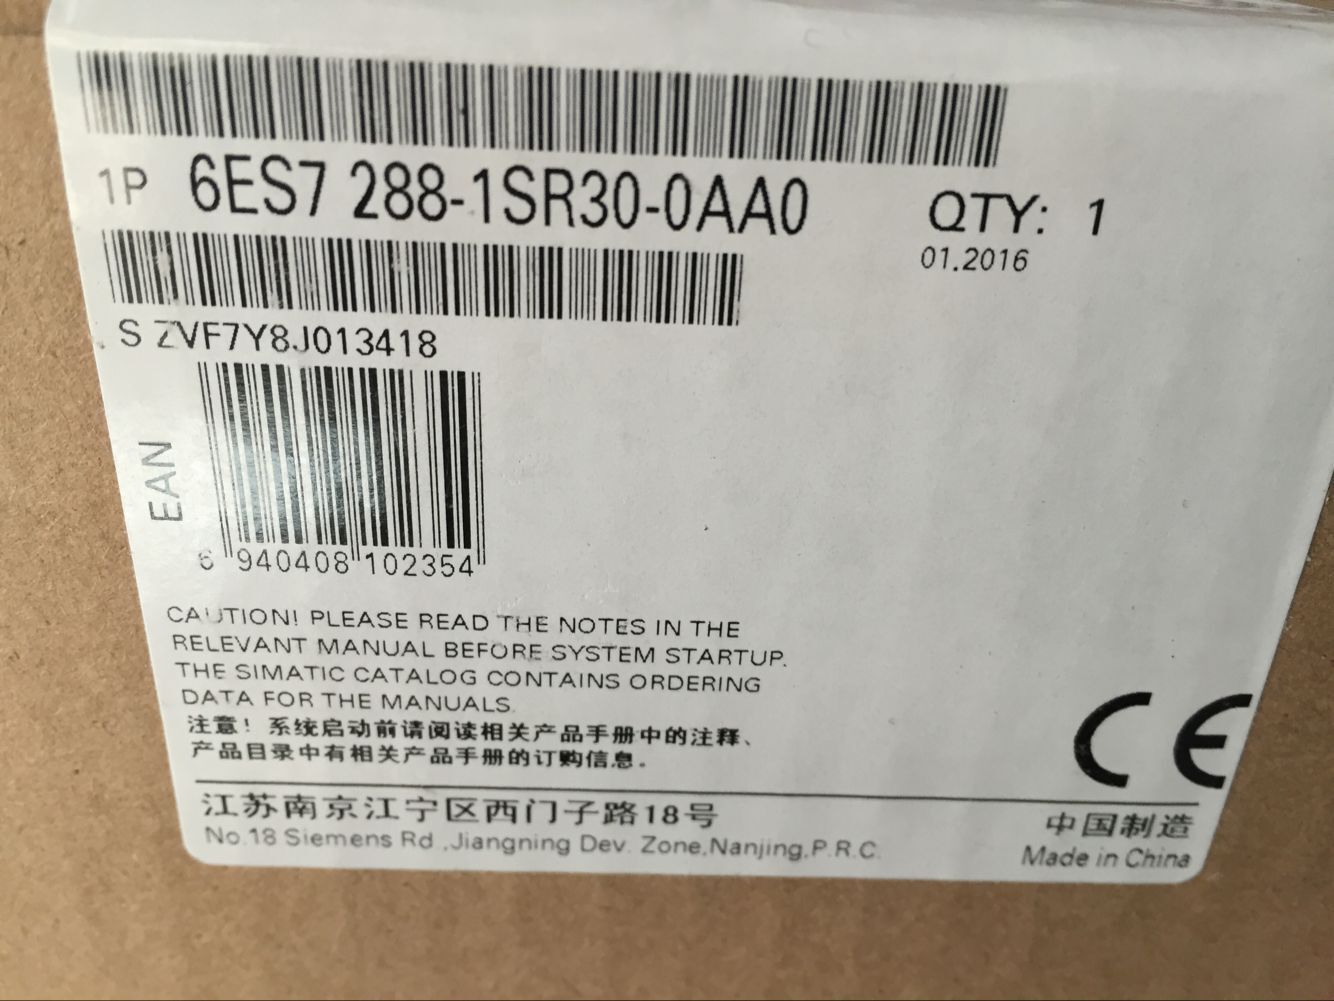 1P 6ES7 288-1SR30-0AA0 QTY: 1
01.2016
S ZVF7Y8J013418
EAN
6 940408 102354
CAUTION! PLEASE READ THE NOTES IN THE
RELEVANT MANUAL BEFORE SYSTEM STARTUP.
THE SIMATIC CATALOG CONTAINS ORDERING
DATA FOR THE MANUALS.
注意！系统启动前请阅读相关产品手册中的注释、
产品目录中有相关产品手册的订购信息。
CE
江苏南京江宁区西门子路18号 中国制造
No.18 Siemens Rd.,Jiangning Dev. Zone,Nanjing,P.R.C. Made in China